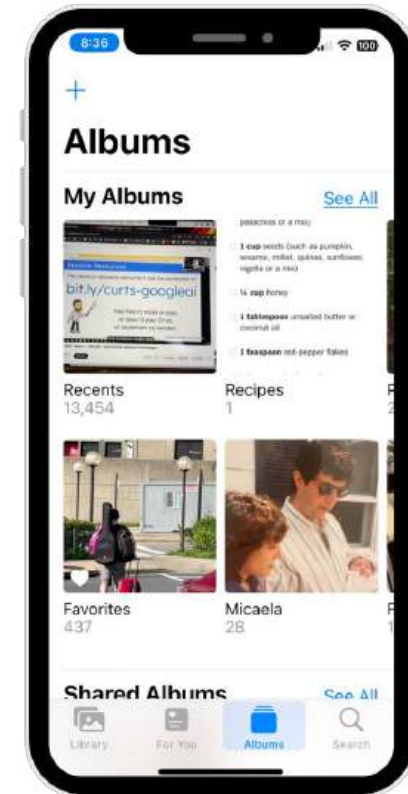 8:36
100
Albums
My Albums
See All
pistachios or a mix)
1 cup seeds (such as pumpkin,
sesame, millet, quinoa, sunflower,
nigella or a mix)
¼ cup honey
1 tablespoon unsalted butter or
coconut oil
1 teaspoon red-pepper flakes
bit.ly/curts-googleai
Recents
13,454
Recipes
1
Favorites
437
Micaela
28
Shared Albums
See All
Library
For You
Albums
Search